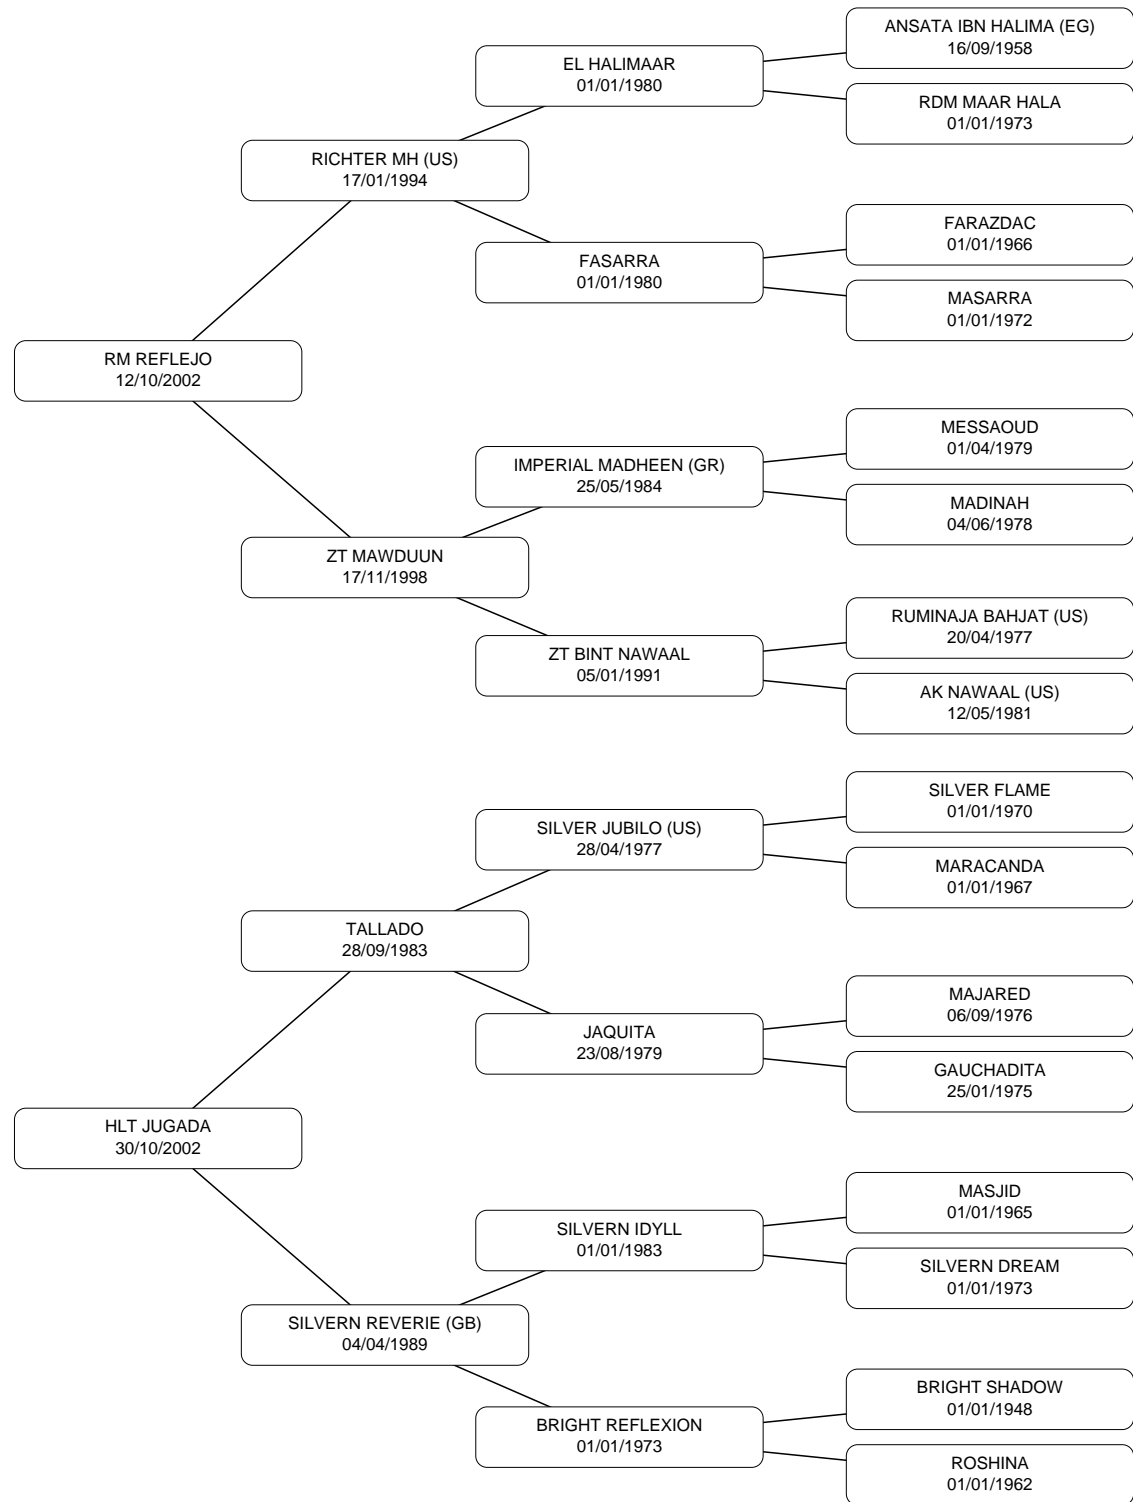 ANSATA IBN HALIMA (EG)
16/09/1958
EL HALIMAAR
01/01/1980
RDM MAAR HALA
01/01/1973
RICHTER MH (US)
17/01/1994
FARAZDAC
01/01/1966
FASARRA
01/01/1980
MASARRA
01/01/1972
RM REFLEJO
12/10/2002
MESSAOUD
01/04/1979
IMPERIAL MADHEEN (GR)
25/05/1984
MADINAH
04/06/1978
ZT MAWDUUN
17/11/1998
RUMINAJA BAHJAT (US)
20/04/1977
ZT BINT NAWAAL
05/01/1991
AK NAWAAL (US)
12/05/1981
SILVER FLAME
01/01/1970
SILVER JUBILO (US)
28/04/1977
MARACANDA
01/01/1967
TALLADO
28/09/1983
MAJARED
06/09/1976
JAQUITA
23/08/1979
GAUCHADITA
25/01/1975
HLT JUGADA
30/10/2002
MASJID
01/01/1965
SILVERN IDYLL
01/01/1983
SILVERN DREAM
01/01/1973
SILVERN REVERIE (GB)
04/04/1989
BRIGHT SHADOW
01/01/1948
BRIGHT REFLEXION
01/01/1973
ROSHINA
01/01/1962